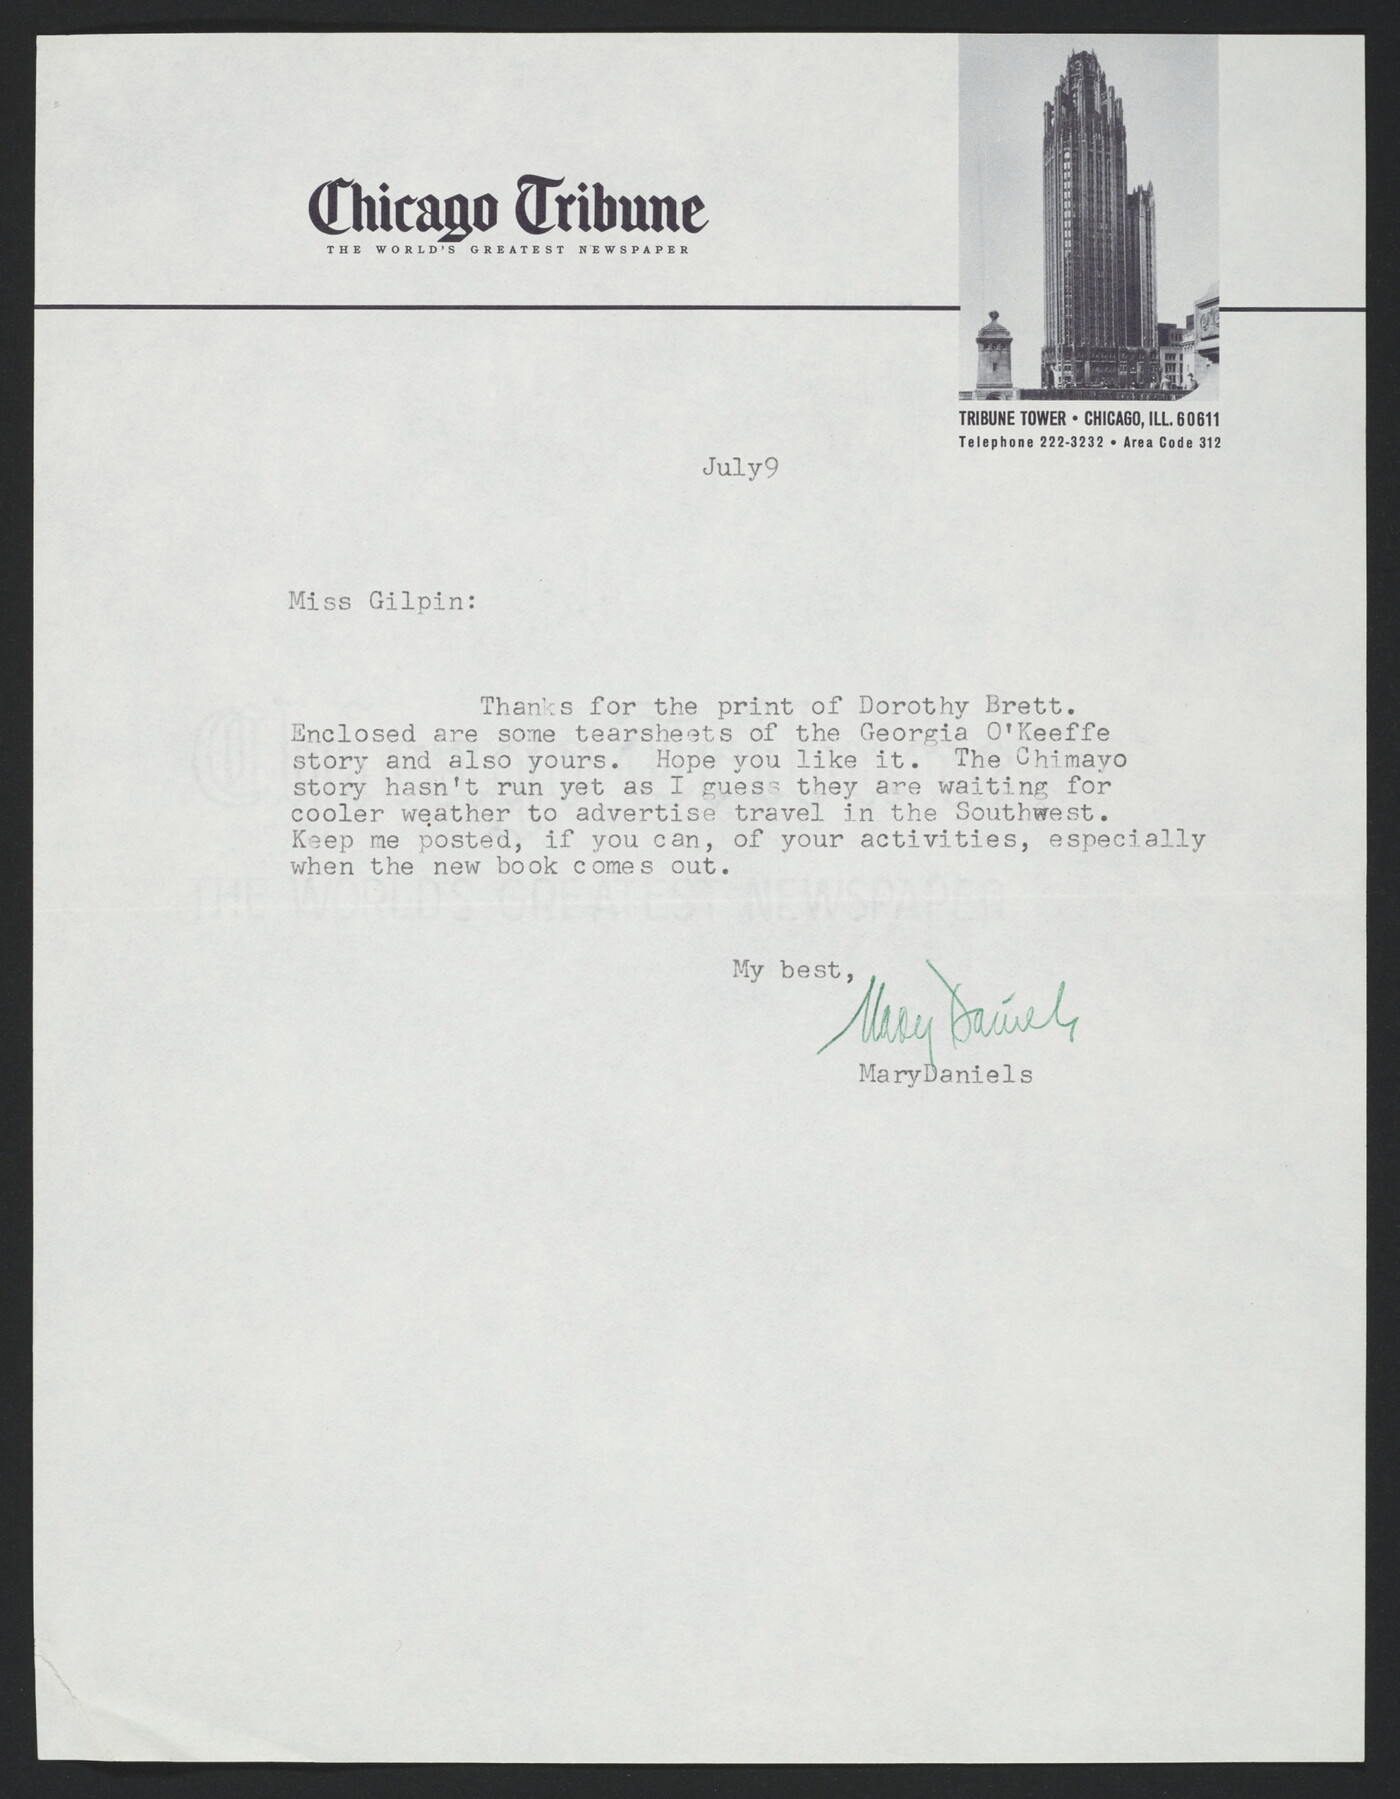 Chicago Tribune
THE WORLD'S GREATEST NEWSPAPER
TRIBUNE TOWER • CHICAGO, ILL. 60611
Telephone 222-3232 • Area Code 312
July9
Miss Gilpin:
Thanks for the print of Dorothy Brett.
Enclosed are some tearsheets of the Georgia O'Keeffe
story and also yours. Hope you like it. The Chimayo
story hasn't run yet as I guess they are waiting for
cooler weather to advertise travel in the Southwest.
Keep me posted, if you can, of your activities, especially
when the new book comes out.
THE WORLD'S GREATEST NEWSPAPER
My best,
Mary Daniels
MaryDaniels